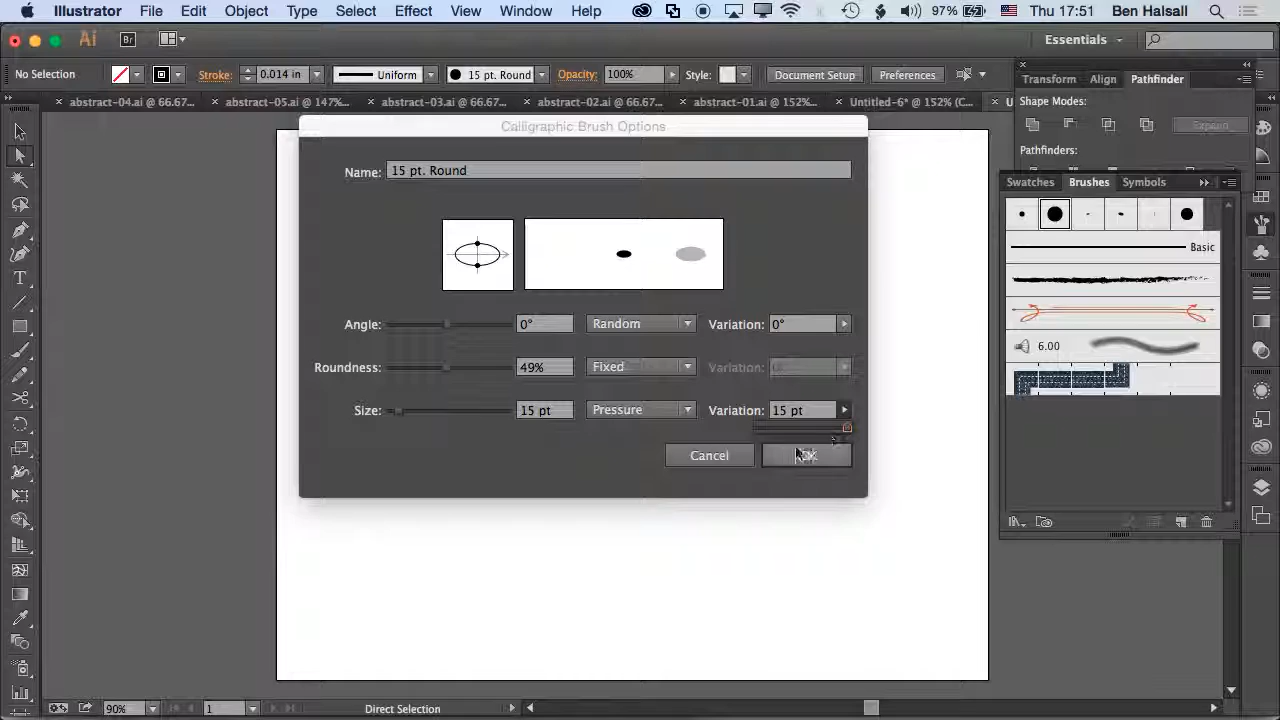 Illustrator File Edit Object Type Select Effect View Window Help 97% Thu 17:51 Ben Halsall
Ai Br Essentials
No Selection Stroke: 0.014 in Uniform 15 pt. Round Opacity: 100% Style: Document Setup Preferences
Transform Align Pathfinder
× abstract-04.ai @ 66.67... × abstract-05.ai @ 147%... × abstract-03.ai @ 66.67... × abstract-02.ai @ 66.67... × abstract-01.ai @ 152%... × Untitled-6* @ 152% (C... ×
Shape Modes:
Expand
Pathfinders:
Calligraphic Brush Options
Name: 15 pt. Round
Swatches Brushes Symbols
Basic
Angle: 0° Random Variation: 0°
6.00
Roundness: 49% Fixed Variation:
Size: 15 pt Pressure Variation: 15 pt
Cancel
90% 1 Direct Selection